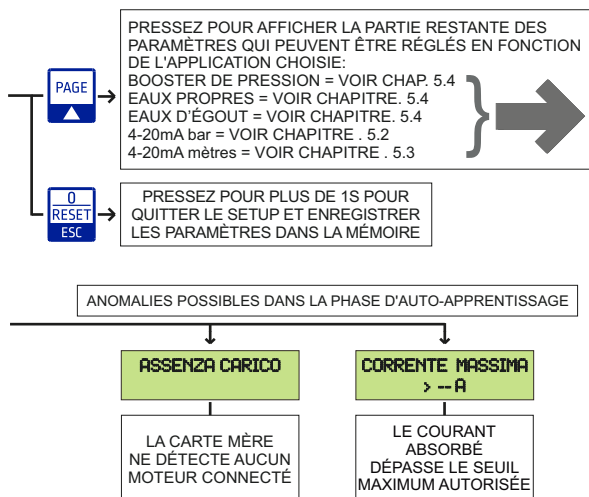 PRESSEZ POUR AFFICHER LA PARTIE RESTANTE DES
PARAMÈTRES QUI PEUVENT ÊTRE RÉGLÉS EN FONCTION
DE L'APPLICATION CHOISIE:
BOOSTER DE PRESSION = VOIR CHAP. 5.4
EAUX PROPRES = VOIR CHAPITRE. 5.4
EAUX D'ÉGOUT = VOIR CHAPITRE. 5.4
4-20mA bar = VOIR CHAPITRE . 5.2
4-20mA mètres = VOIR CHAPITRE . 5.3
PAGE
0
RESET
ESC
PRESSEZ POUR PLUS DE 1S POUR
QUITTER LE SETUP ET ENREGISTRER
LES PARAMÈTRES DANS LA MÉMOIRE
ANOMALIES POSSIBLES DANS LA PHASE D'AUTO-APPRENTISSAGE
ASSENZA CARICO
CORRENTE MASSIMA
> --A
LA CARTE MÈRE
NE DÉTECTE AUCUN
MOTEUR CONNECTÉ
LE COURANT
ABSORBÉ
DÉPASSE LE SEUIL
MAXIMUM AUTORISÉE